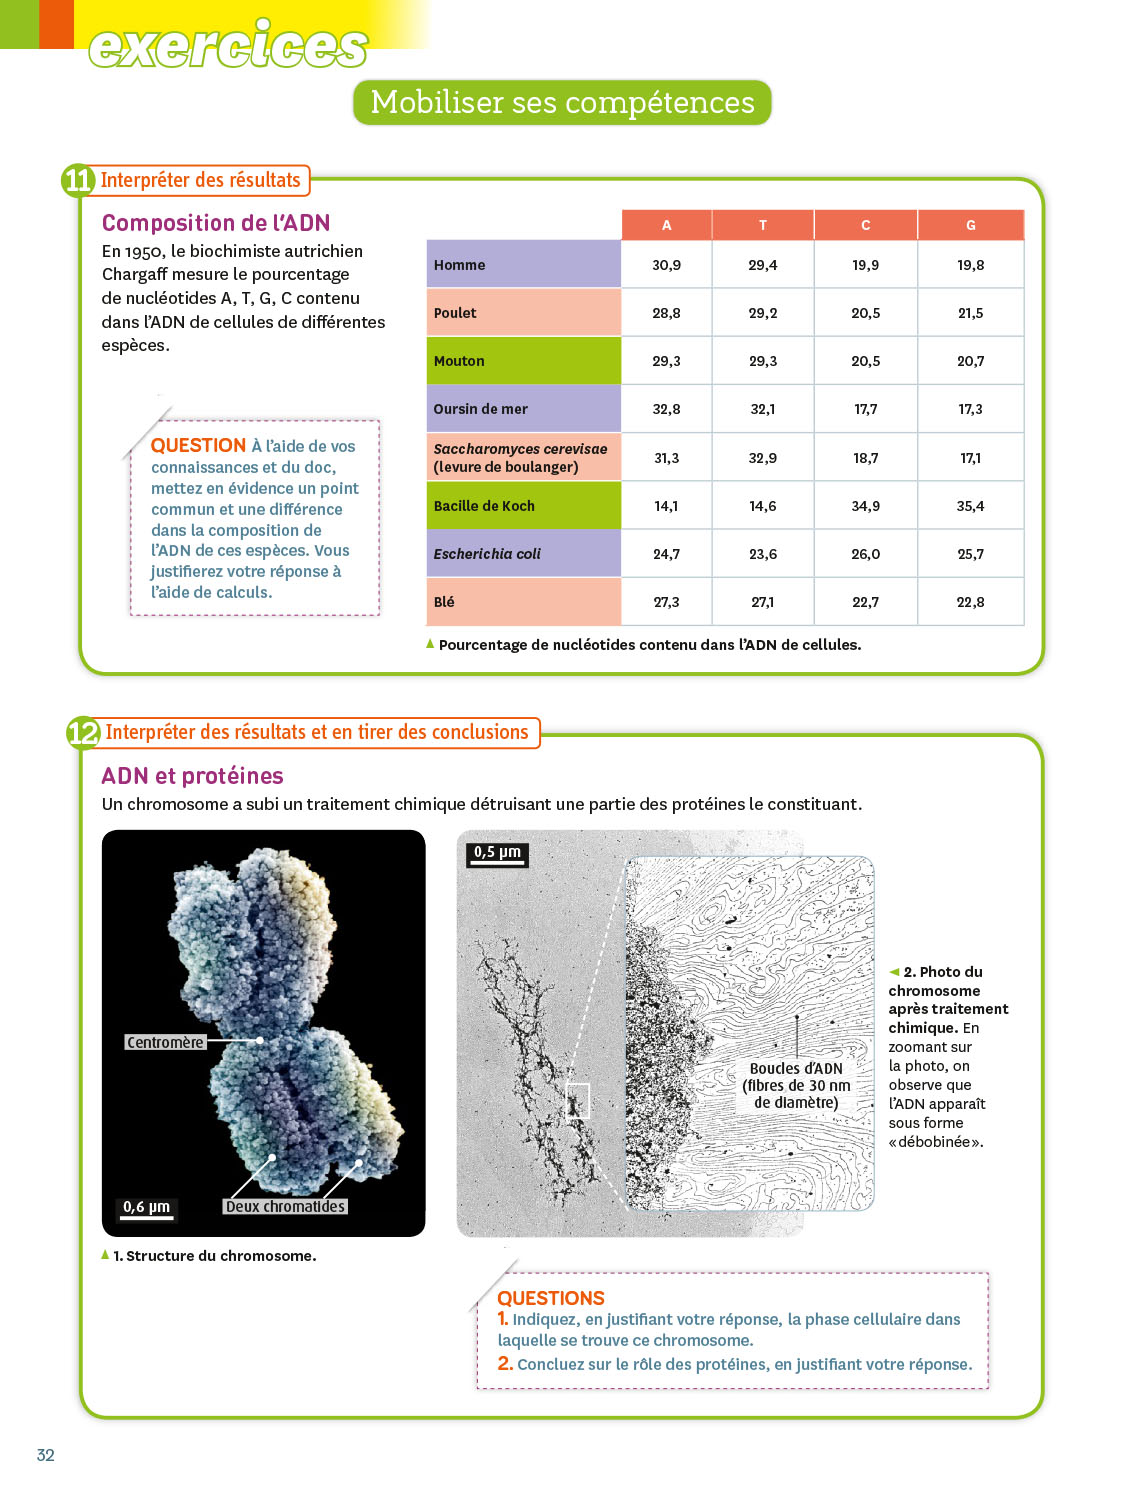 exercices
Mobiliser ses compétences
11 Interpréter des résultats
Composition de l'ADN
En 1950, le biochimiste autrichien
Chargaff mesure le pourcentage
de nucléotides A, T, G, C contenu
dans l'ADN de cellules de différentes
espèces.
QUESTION À l'aide de vos
connaissances et du doc,
mettez en évidence un point
commun et une différence
dans la composition de
l'ADN de ces espèces. Vous
justifierez votre réponse à
l'aide de calculs.
A T C G
Homme 30,9 29,4 19,9 19,8
Poulet 28,8 29,2 20,5 21,5
Mouton 29,3 29,3 20,5 20,7
Oursin de mer 32,8 32,1 17,7 17,3
Saccharomyces cerevisae
(levure de boulanger) 31,3 32,9 18,7 17,1
Bacille de Koch 14,1 14,6 34,9 35,4
Escherichia coli 24,7 23,6 26,0 25,7
Blé 27,3 27,1 22,7 22,8
Pourcentage de nucléotides contenu dans l'ADN de cellules.
12 Interpréter des résultats et en tirer des conclusions
ADN et protéines
Un chromosome a subi un traitement chimique détruisant une partie des protéines le constituant.
Centromère
Deux chromatides
0,6 µm
1. Structure du chromosome.
0,5 µm
Boucles d'ADN
(fibres de 30 nm
de diamètre)
2. Photo du
chromosome
après traitement
chimique. En
zoomant sur
la photo, on
observe que
l'ADN apparaît
sous forme
«débobinée».
QUESTIONS
1. Indiquez, en justifiant votre réponse, la phase cellulaire dans
laquelle se trouve ce chromosome.
2. Concluez sur le rôle des protéines, en justifiant votre réponse.
32